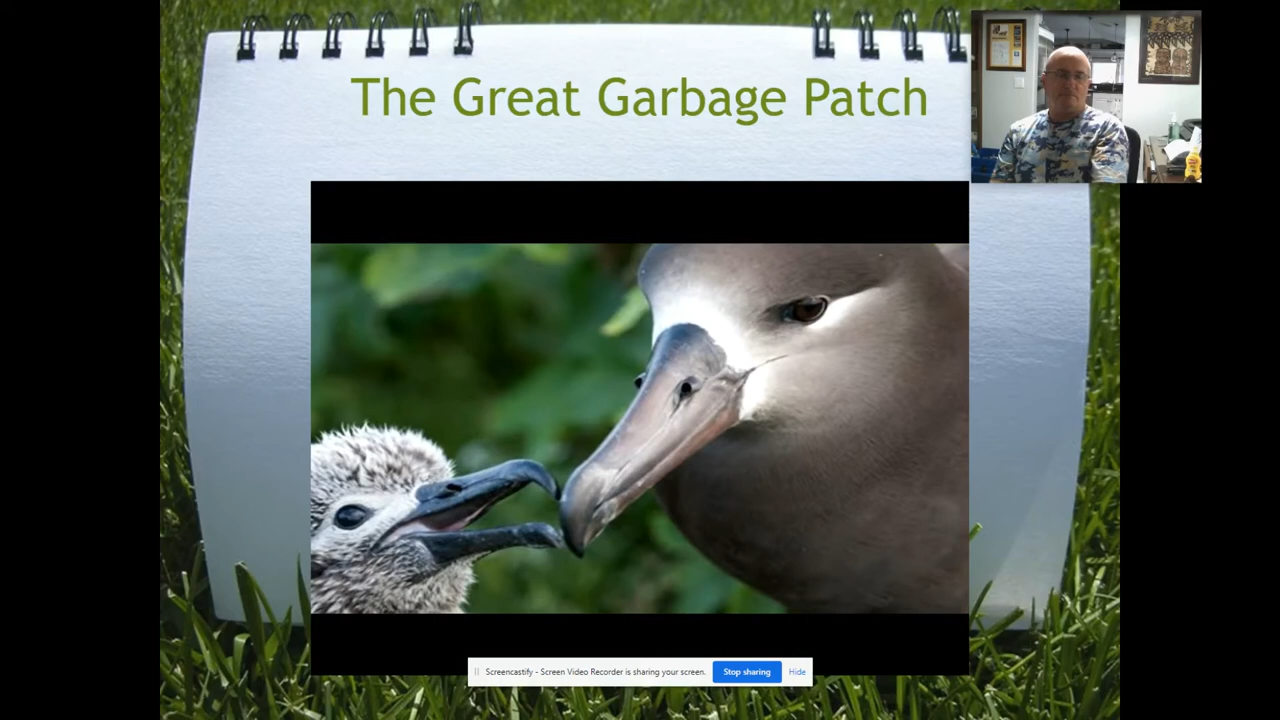 The Great Garbage Patch
Screencastify - Screen Video Recorder is sharing your screen.
Stop sharing
Hide